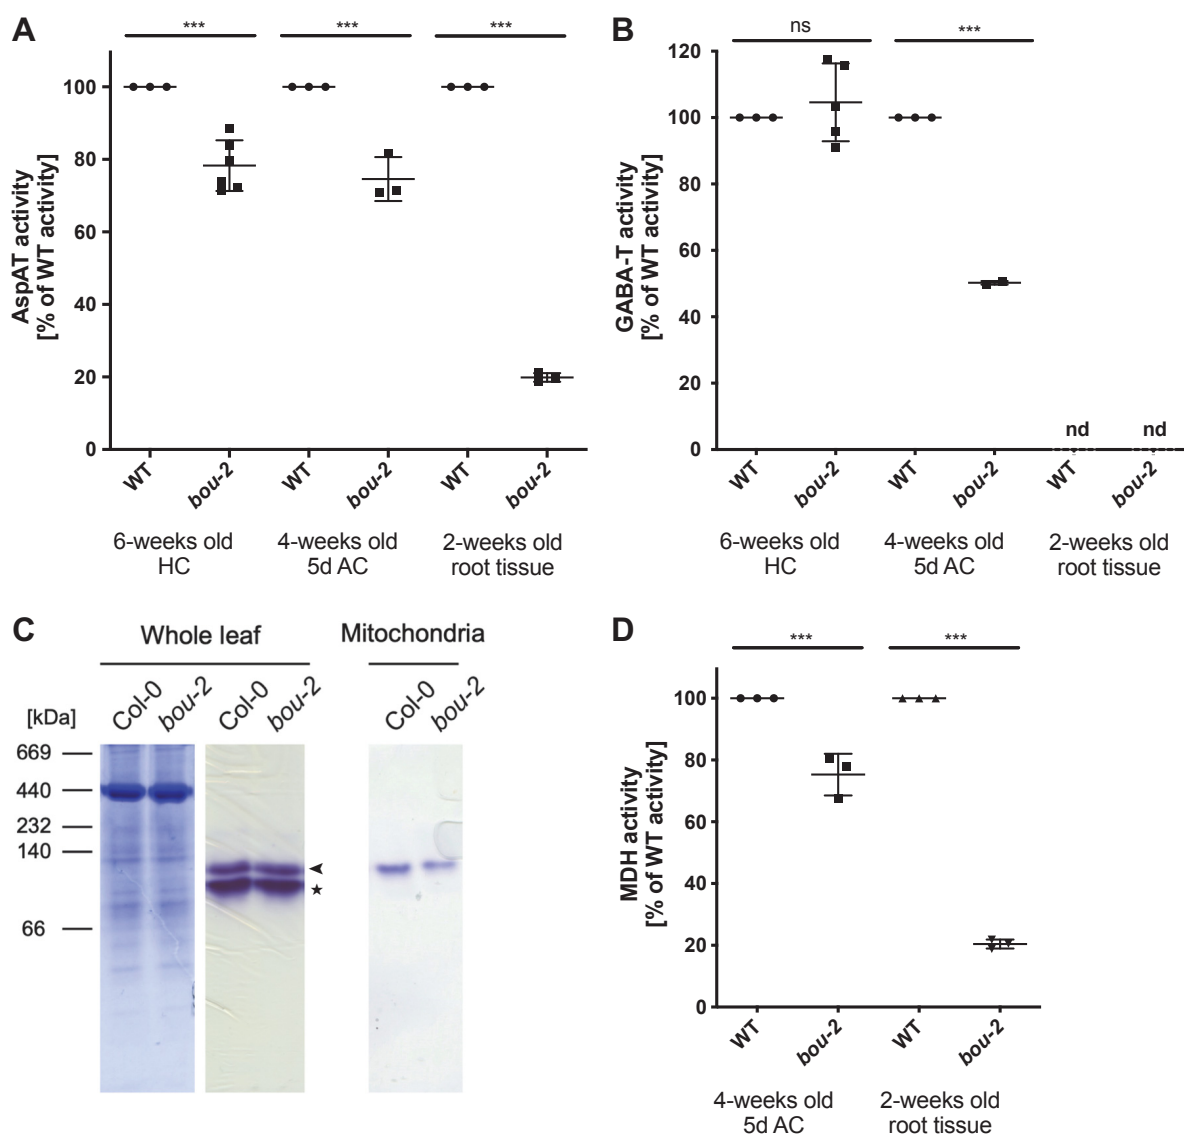 A
*** *** ***
AspAT activity
[% of WT activity]
100
80
60
40
20
0
WT bou-2 WT bou-2 WT bou-2
6-weeks old 4-weeks old 2-weeks old
HC 5d AC root tissue
B
ns ***
GABA-T activity
[% of WT activity]
120
100
80
60
40
20
0
nd nd
WT bou-2 WT bou-2 WT bou-2
6-weeks old 4-weeks old 2-weeks old
HC 5d AC root tissue
C
Whole leaf Mitochondria
[kDa] Col-0 bou-2 Col-0 bou-2 Col-0 bou-2
669
440
232
140
66
D
*** ***
MDH activity
[% of WT activity]
100
80
60
40
20
0
WT bou-2 WT bou-2
4-weeks old 2-weeks old
5d AC root tissue